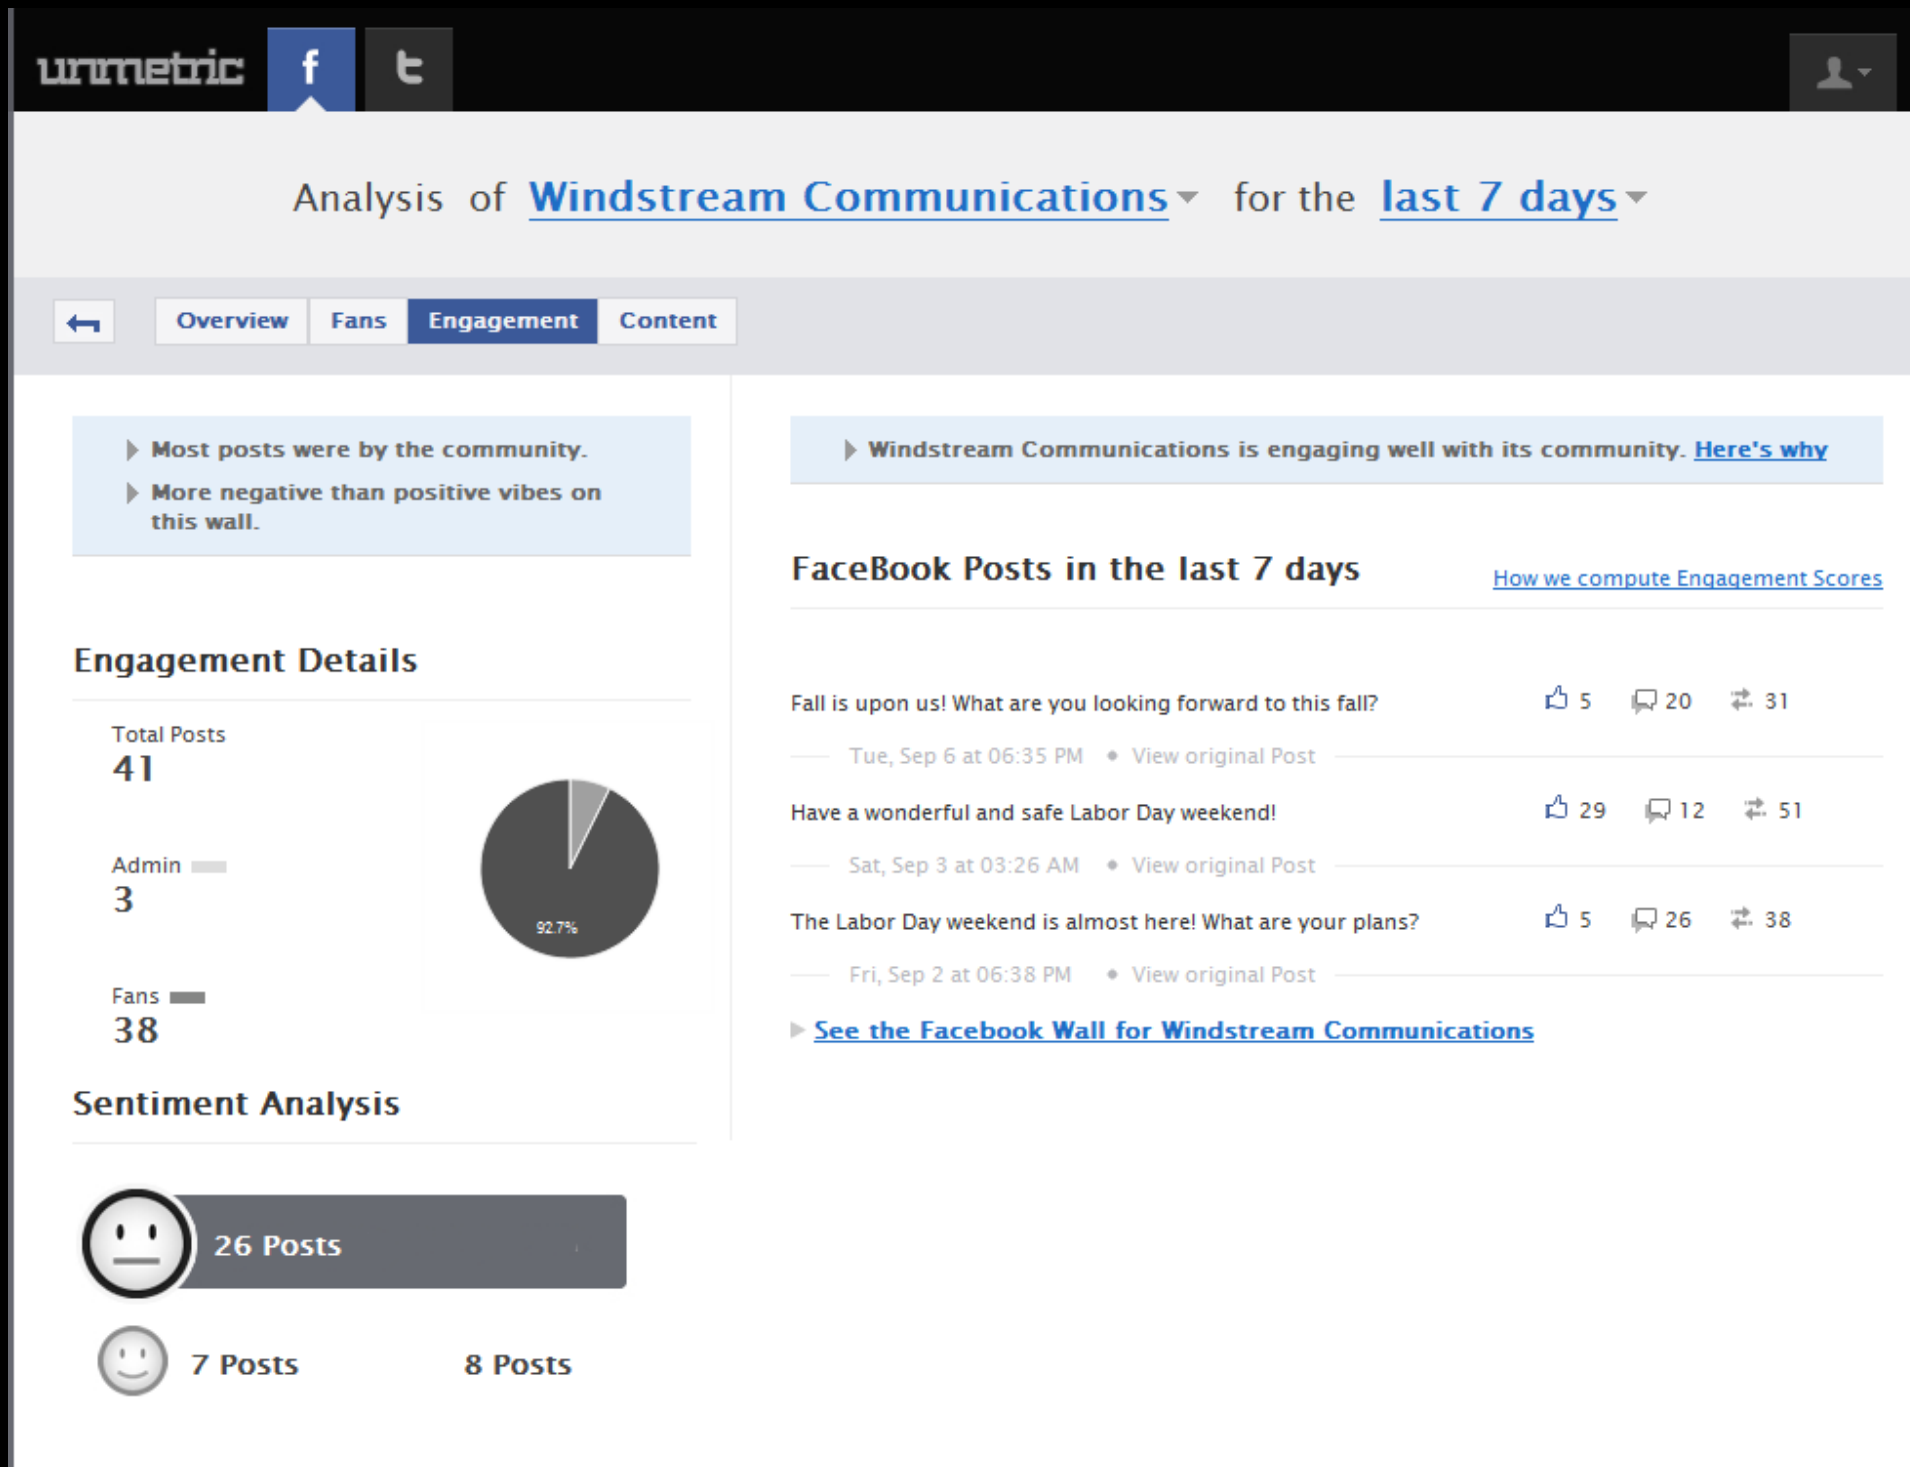 unmetric f t
Analysis of Windstream Communications for the last 7 days
Overview Fans Engagement Content
Most posts were by the community.
More negative than positive vibes on
this wall.
Engagement Details
Total Posts
41
Admin
3
Fans
38
92.7%
Sentiment Analysis
26 Posts
7 Posts 8 Posts
Windstream Communications is engaging well with its community. Here's why
FaceBook Posts in the last 7 days How we compute Engagement Scores
Fall is upon us! What are you looking forward to this fall? 5 20 31
Tue, Sep 6 at 06:35 PM • View original Post
Have a wonderful and safe Labor Day weekend! 29 12 51
Sat, Sep 3 at 03:26 AM • View original Post
The Labor Day weekend is almost here! What are your plans? 5 26 38
Fri, Sep 2 at 06:38 PM • View original Post
See the Facebook Wall for Windstream Communications